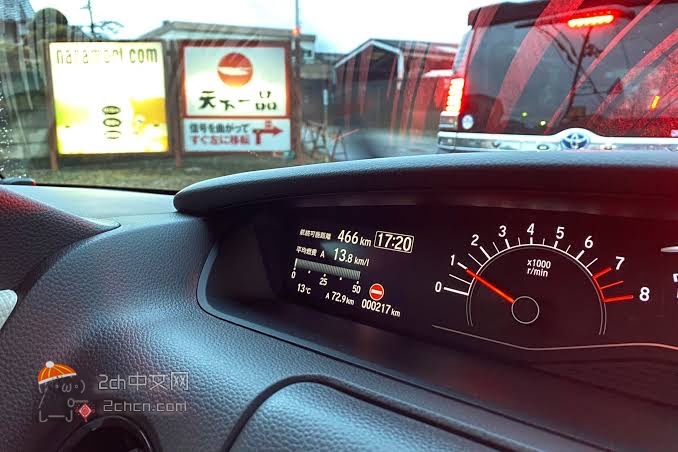 nanamori com
天下一品
信号を曲がって
すぐ左に移転
航続可能距離 466 km 17:20
平均燃費 A 13.8 km/l
0 25 50
13℃ A 72.9 km 000217 km
0 1 2 3 4 5 6 7 8
x1000
r/min
2ch中文网
2chcn.com